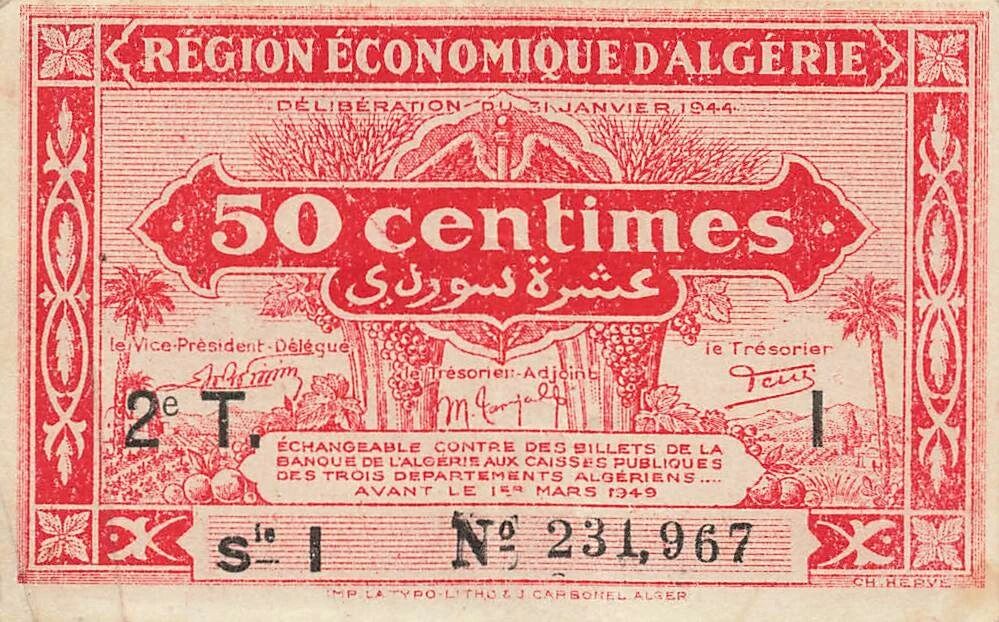 RÉGION ÉCONOMIQUE D'ALGÉRIE
DÉLIBÉRATION DU 31 JANVIER 1944
50 centimes
عشرة سوردي
le Vice-Président-Délégué
le Trésorier-Adjoint
le Trésorier
2e T.
I
ÉCHANGEABLE CONTRE DES BILLETS DE LA
BANQUE DE L'ALGÉRIE AUX CAISSES PUBLIQUES
DES TROIS DÉPARTEMENTS ALGÉRIENS....
AVANT LE 1ER MARS 1949
Sie I Nº 231,967
CH. HERVÉ
IMP. LA TYPO-LITHO & J. CARBONEL ALGER